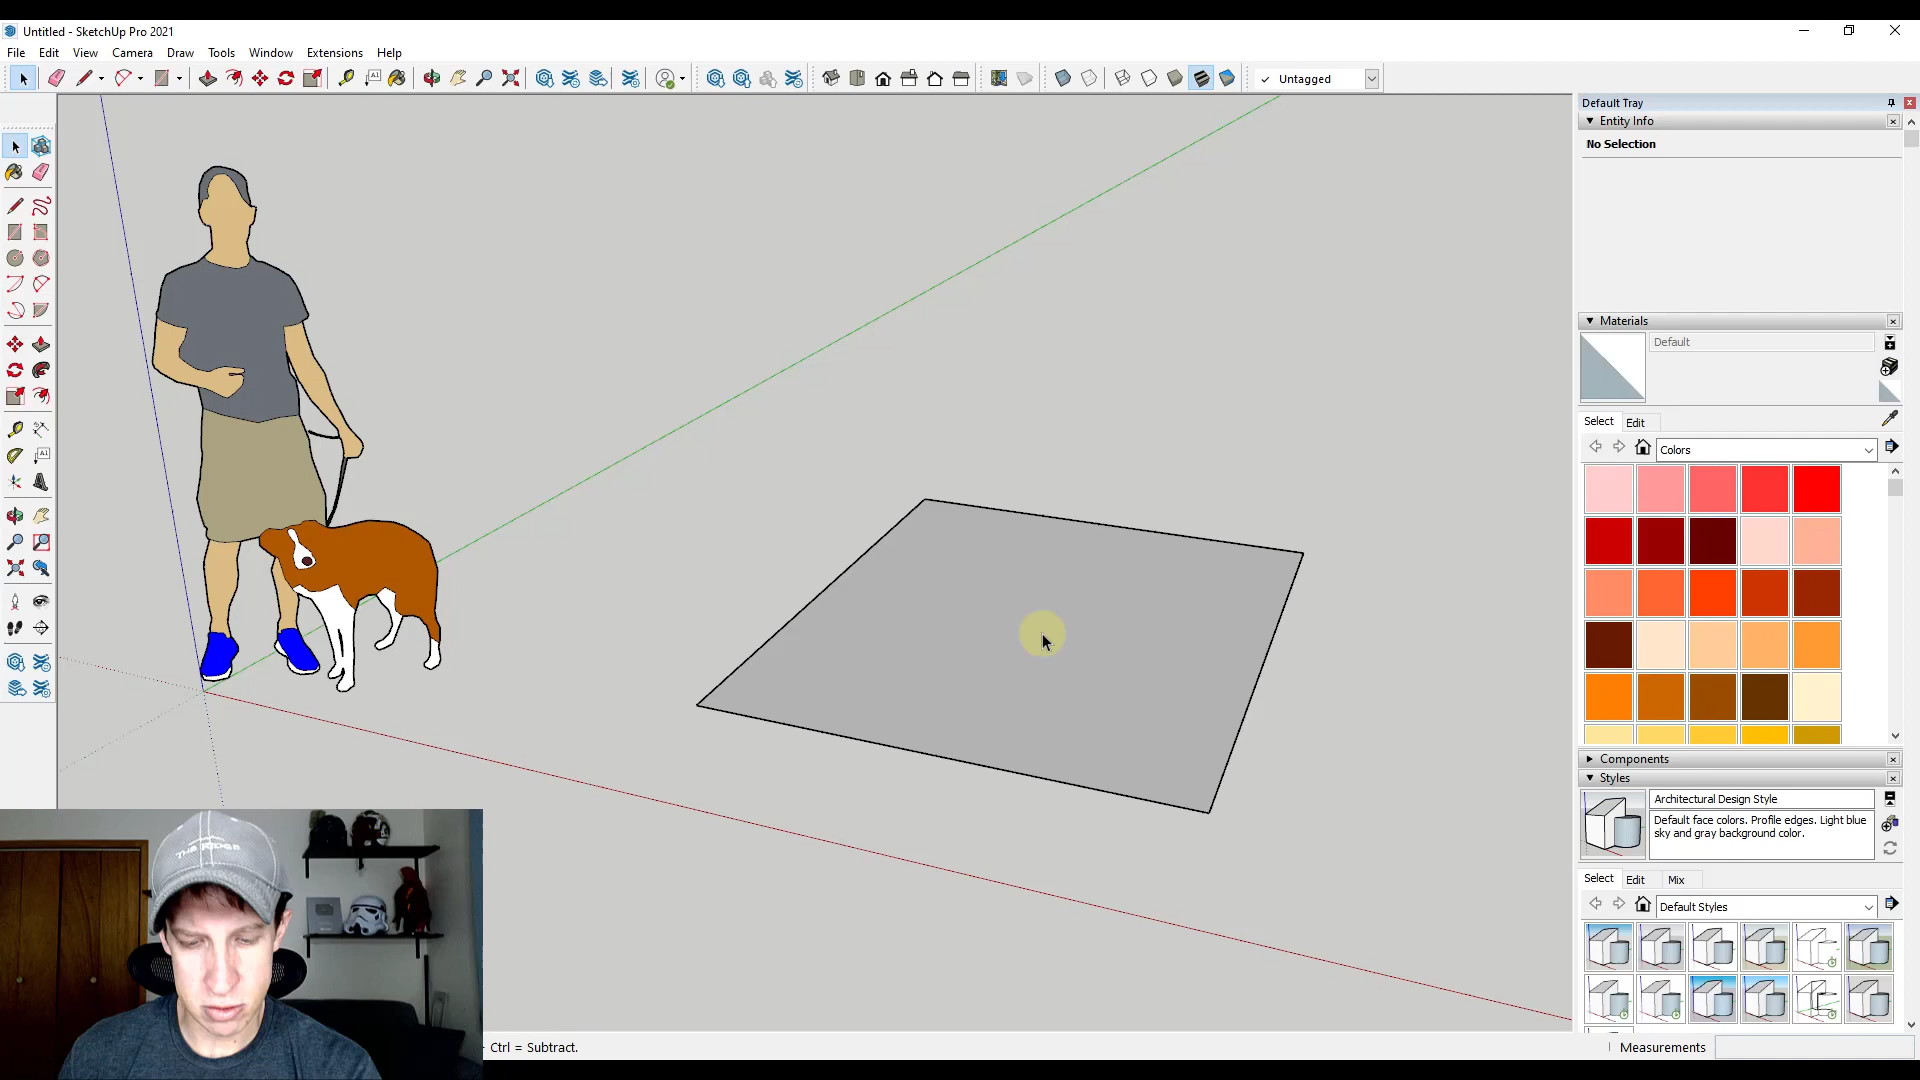 Untitled - SketchUp Pro 2021
File Edit View Camera Draw Tools Window Extensions Help
Untagged
Default Tray
Entity Info
No Selection
Materials
Default
Select Edit
Colors
Components
Styles
Architectural Design Style
Default face colors. Profile edges. Light blue
sky and gray background color.
Select Edit Mix
Default Styles
THE RIDGE
Ctrl = Subtract.
Measurements